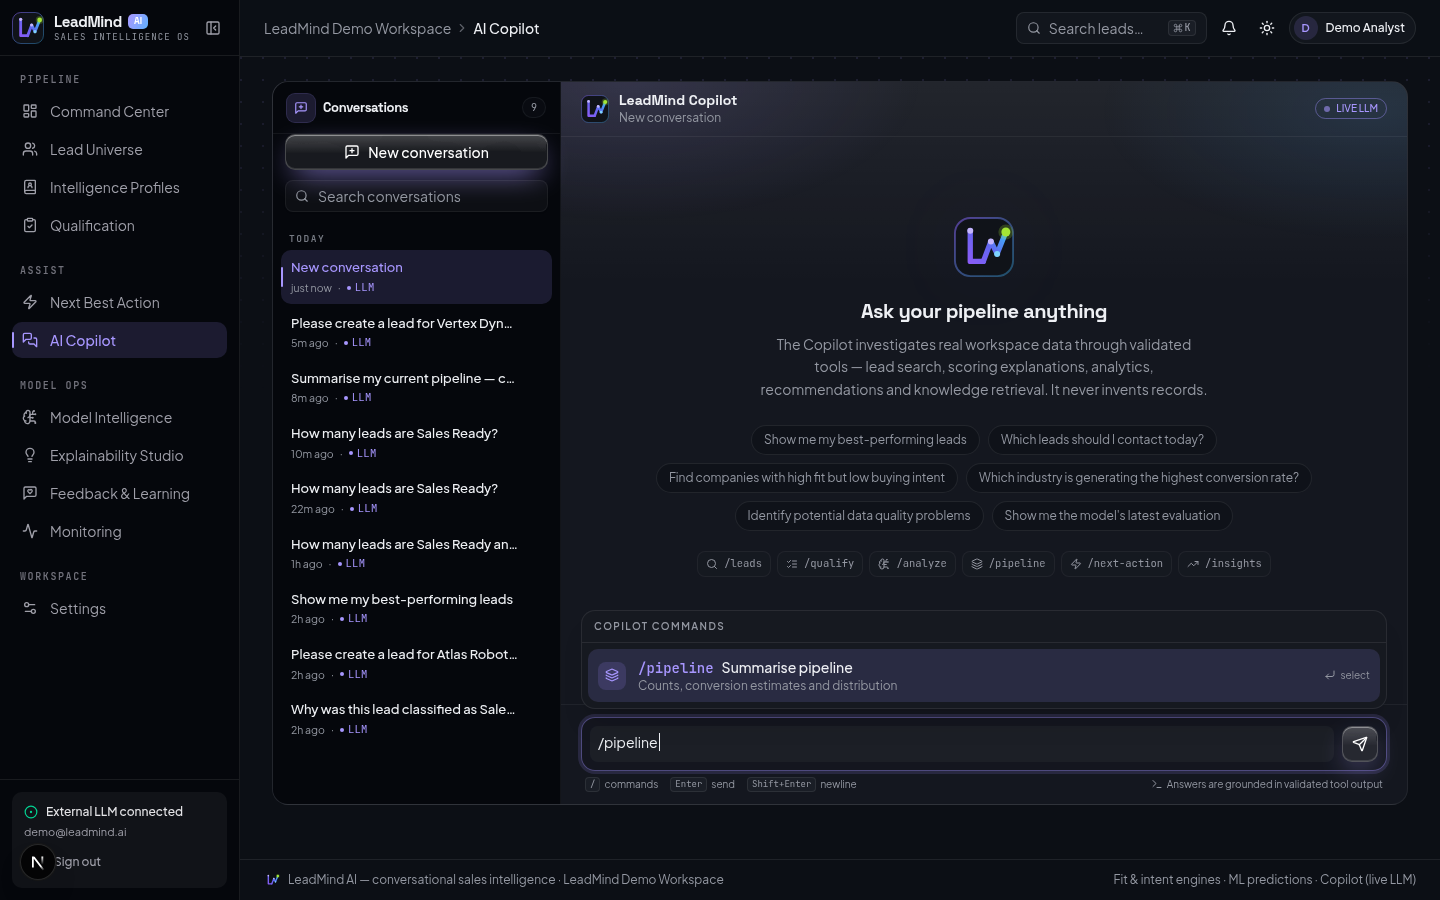 LeadMind AI
SALES INTELLIGENCE OS
PIPELINE
Command Center
Lead Universe
Intelligence Profiles
Qualification
ASSIST
Next Best Action
AI Copilot
MODEL OPS
Model Intelligence
Explainability Studio
Feedback & Learning
Monitoring
WORKSPACE
Settings
External LLM connected
demo@leadmind.ai
N
Sign out
LeadMind Demo Workspace > AI Copilot
Search leads...
⌘K
D
Demo Analyst
Conversations
9
New conversation
Search conversations
TODAY
New conversation
just now · • LLM
Please create a lead for Vertex Dyn...
5m ago · • LLM
Summarise my current pipeline — c...
8m ago · • LLM
How many leads are Sales Ready?
10m ago · • LLM
How many leads are Sales Ready?
22m ago · • LLM
How many leads are Sales Ready an...
1h ago · • LLM
Show me my best-performing leads
2h ago · • LLM
Please create a lead for Atlas Robot...
2h ago · • LLM
Why was this lead classified as Sale...
2h ago · • LLM
LeadMind Copilot
New conversation
LIVE LLM
Ask your pipeline anything
The Copilot investigates real workspace data through validated
tools — lead search, scoring explanations, analytics,
recommendations and knowledge retrieval. It never invents records.
Show me my best-performing leads
Which leads should I contact today?
Find companies with high fit but low buying intent
Which industry is generating the highest conversion rate?
Identify potential data quality problems
Show me the model's latest evaluation
/leads
/qualify
/analyze
/pipeline
/next-action
/insights
COPILOT COMMANDS
/pipeline Summarise pipeline
Counts, conversion estimates and distribution
select
/pipeline
/ commands Enter send Shift+Enter newline
Answers are grounded in validated tool output
LeadMind AI — conversational sales intelligence · LeadMind Demo Workspace
Fit & intent engines · ML predictions · Copilot (live LLM)